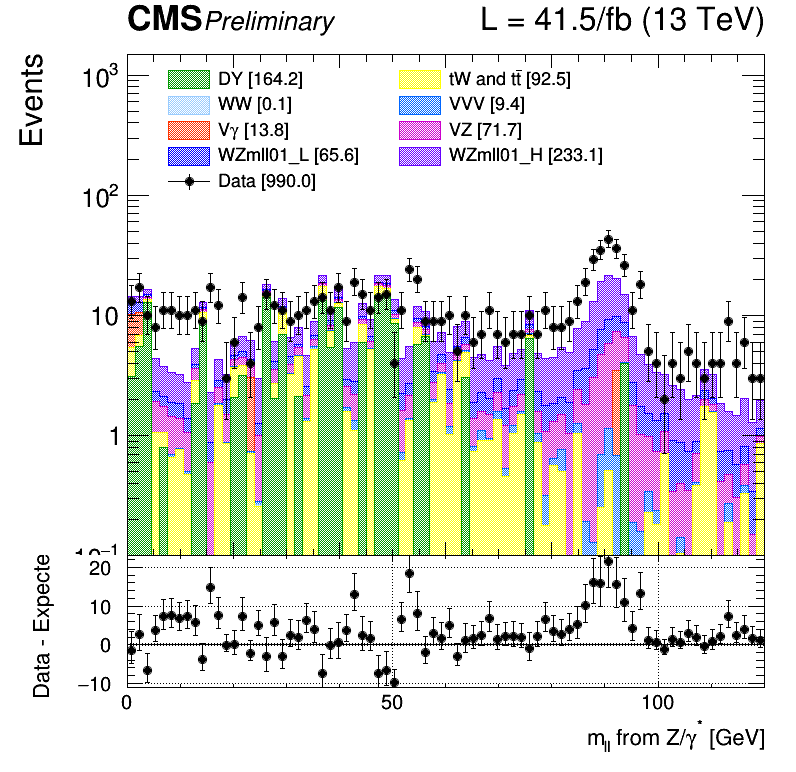 CMS Preliminary L = 41.5/fb (13 TeV)
Events
10³
10²
10
1
10⁻¹
DY [164.2]
tW and tt̄ [92.5]
WW [0.1]
VVV [9.4]
Vγ [13.8]
VZ [71.7]
WZmll01_L [65.6]
WZmll01_H [233.1]
Data [990.0]
Data - Expecte
20
10
0
−10
0 50 100
m_ll from Z/γ* [GeV]